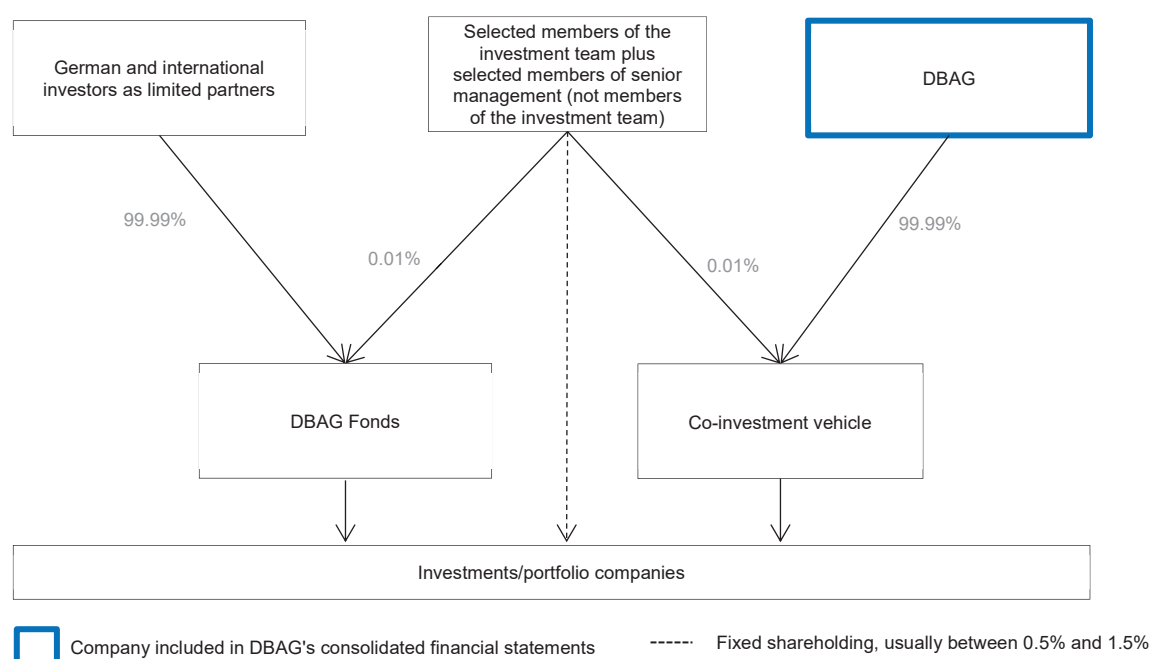 German and international
investors as limited partners
Selected members of the
investment team plus
selected members of senior
management (not members
of the investment team)
DBAG
99.99%
0.01%
0.01%
99.99%
DBAG Fonds
Co-investment vehicle
Investments/portfolio companies
Company included in DBAG's consolidated financial statements
Fixed shareholding, usually between 0.5% and 1.5%